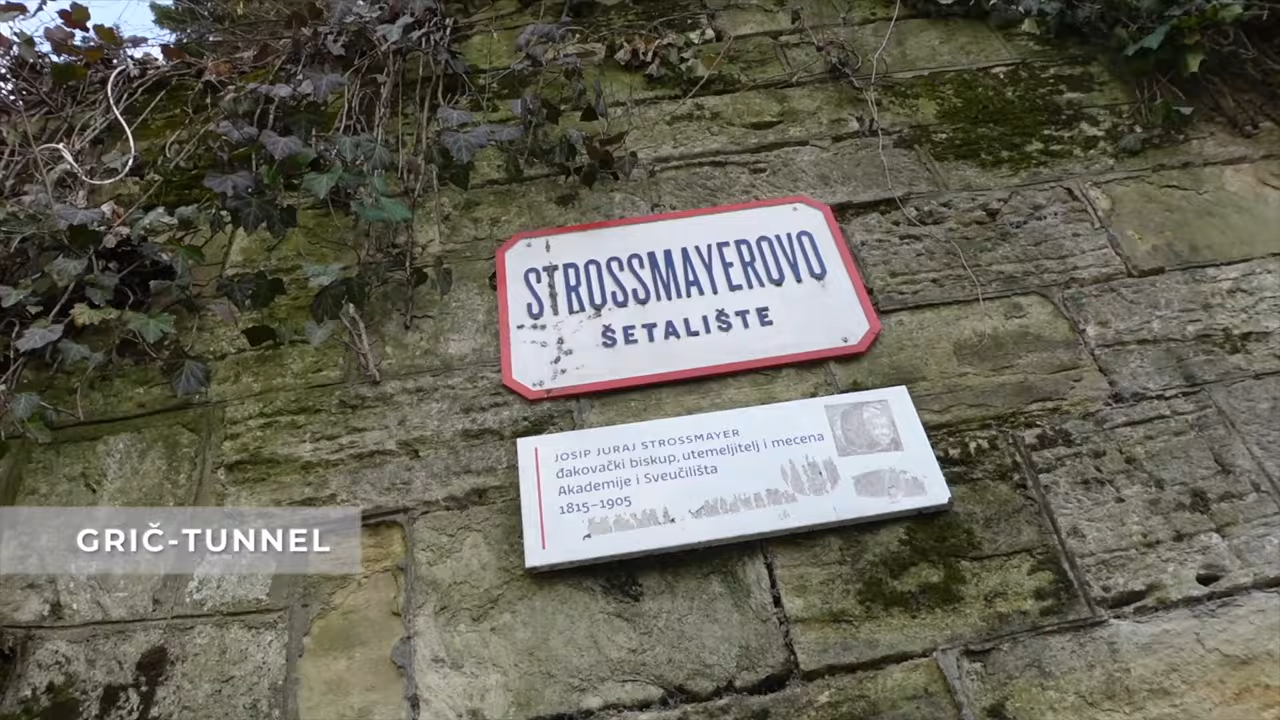 STROSSMAYEROVO
ŠETALIŠTE
JOSIP JURAJ STROSSMAYER
đakovački biskup, utemeljitelj i mecena
Akademije i Sveučilišta
1815–1905
GRIČ-TUNNEL